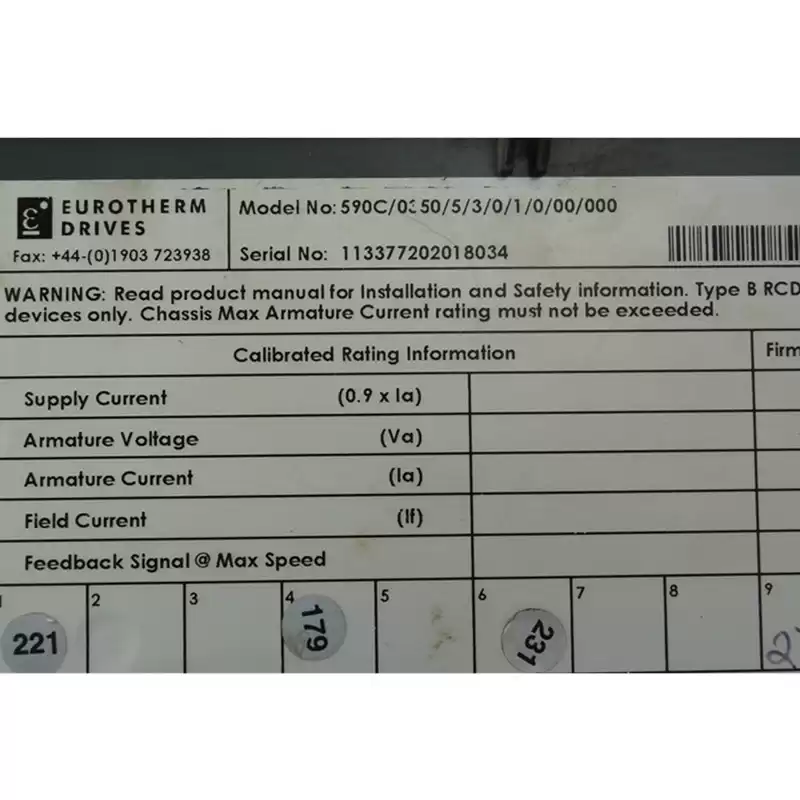 EUROTHERM
DRIVES
Fax: +44-(0)1903 723938
Model No: 590C/0350/5/3/0/1/0/00/000
Serial No: 113377202018034
WARNING: Read product manual for Installation and Safety information. Type B RCD
devices only. Chassis Max Armature Current rating must not be exceeded.
Calibrated Rating Information
Firm
Supply Current (0.9 x Ia)
Armature Voltage (Va)
Armature Current (Ia)
Field Current (If)
Feedback Signal @ Max Speed
1 2 3 4 5 6 7 8 9
221 179 231